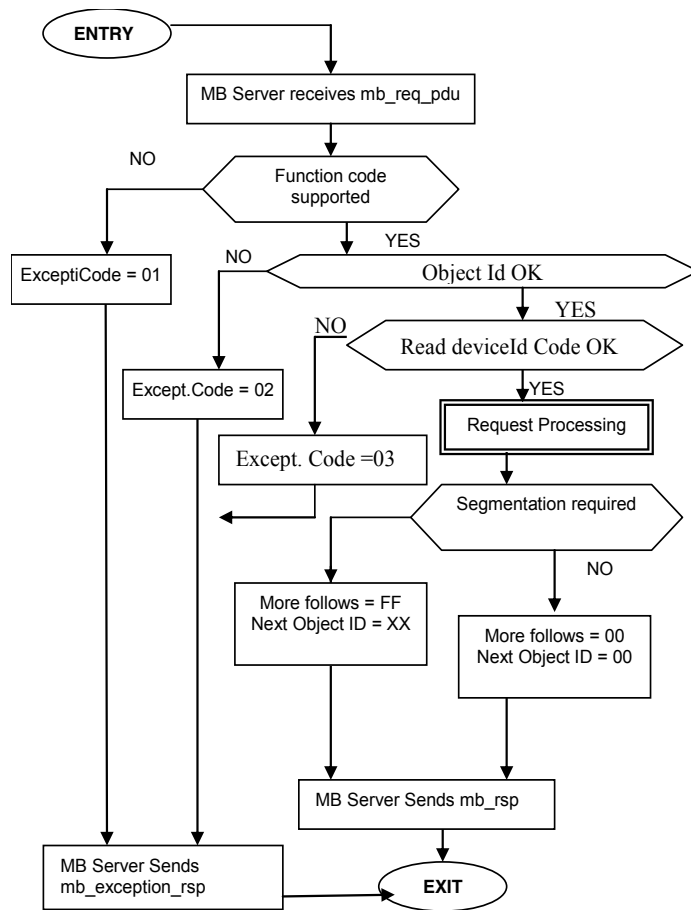 ENTRY
MB Server receives mb_req_pdu
NO
Function code
supported
YES
ExceptiCode = 01
NO
Object Id OK
YES
NO
Read deviceId Code OK
Except.Code = 02
YES
Request Processing
Except. Code =03
Segmentation required
NO
More follows = FF
Next Object ID = XX
More follows = 00
Next Object ID = 00
MB Server Sends mb_rsp
MB Server Sends
mb_exception_rsp
EXIT